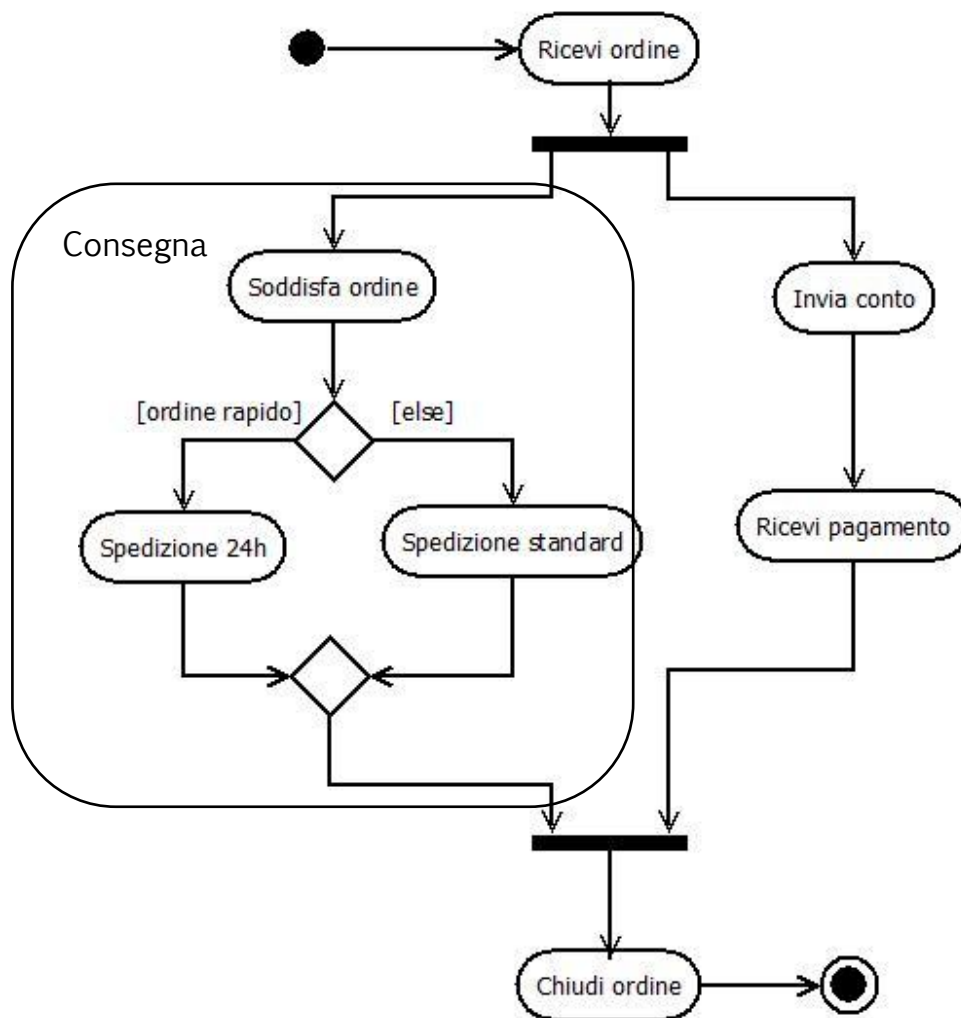 Ricevi ordine
Consegna
Soddisfa ordine
Invia conto
[ordine rapido]
[else]
Spedizione 24h
Spedizione standard
Ricevi pagamento
Chiudi ordine